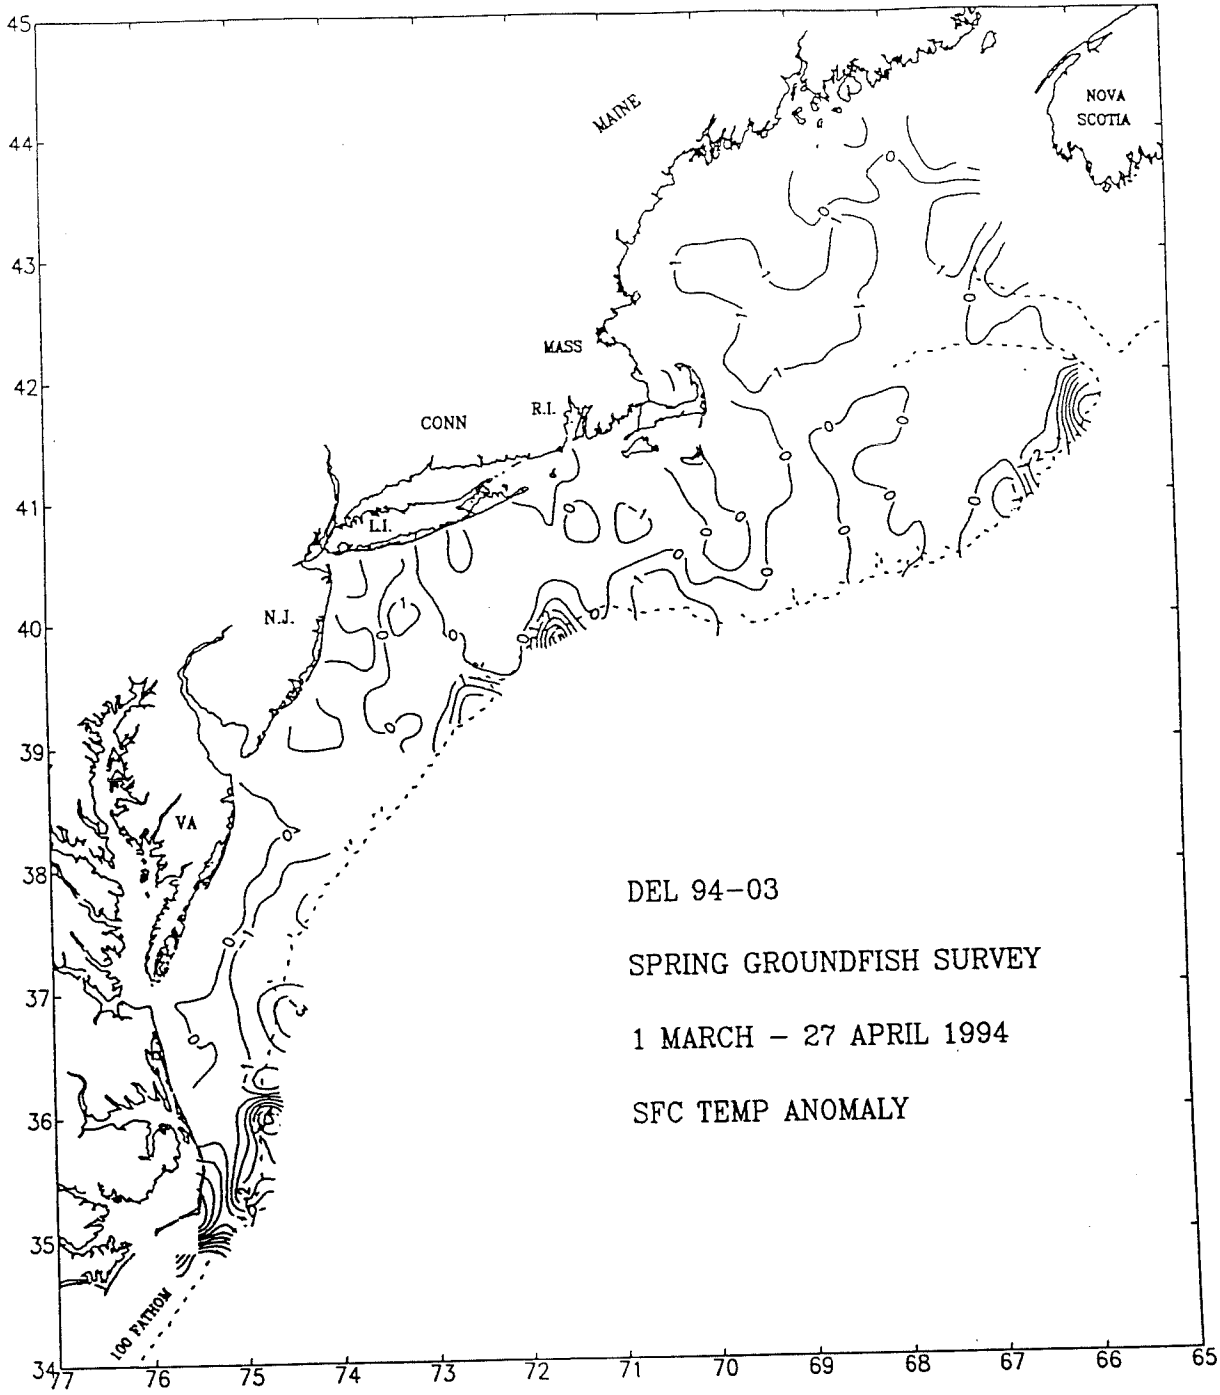 45
44
43
42
41
40
39
38
37
36
35
34
77
76
75
74
73
72
71
70
69
68
67
66
65
MAINE
NOVA
SCOTIA
MASS
R.I.
CONN
L.I.
N.J.
VA
100 FATHOM
DEL 94-03
SPRING GROUNDFISH SURVEY
1 MARCH - 27 APRIL 1994
SFC TEMP ANOMALY